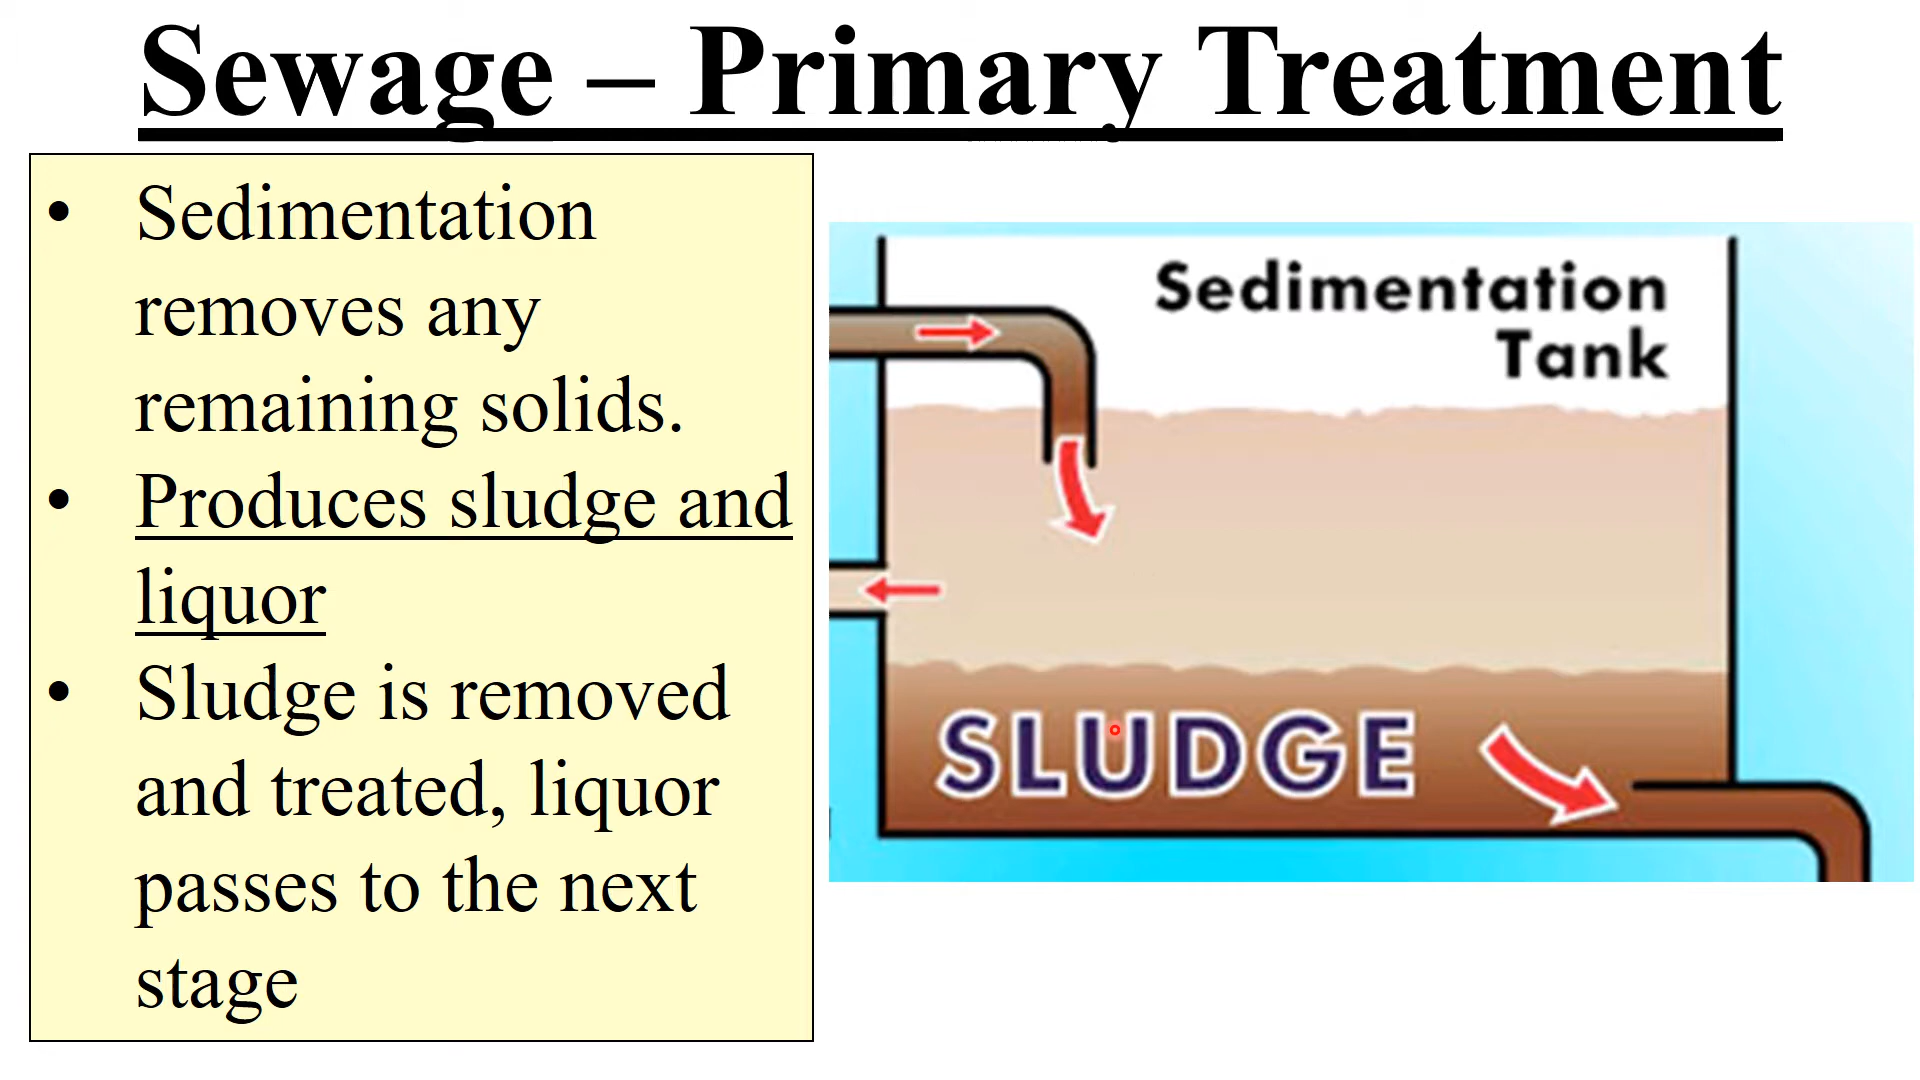 Sewage – Primary Treatment
• Sedimentation
removes any
remaining solids.
• Produces sludge and
liquor
• Sludge is removed
and treated, liquor
passes to the next
stage
Sedimentation
Tank
SLUDGE